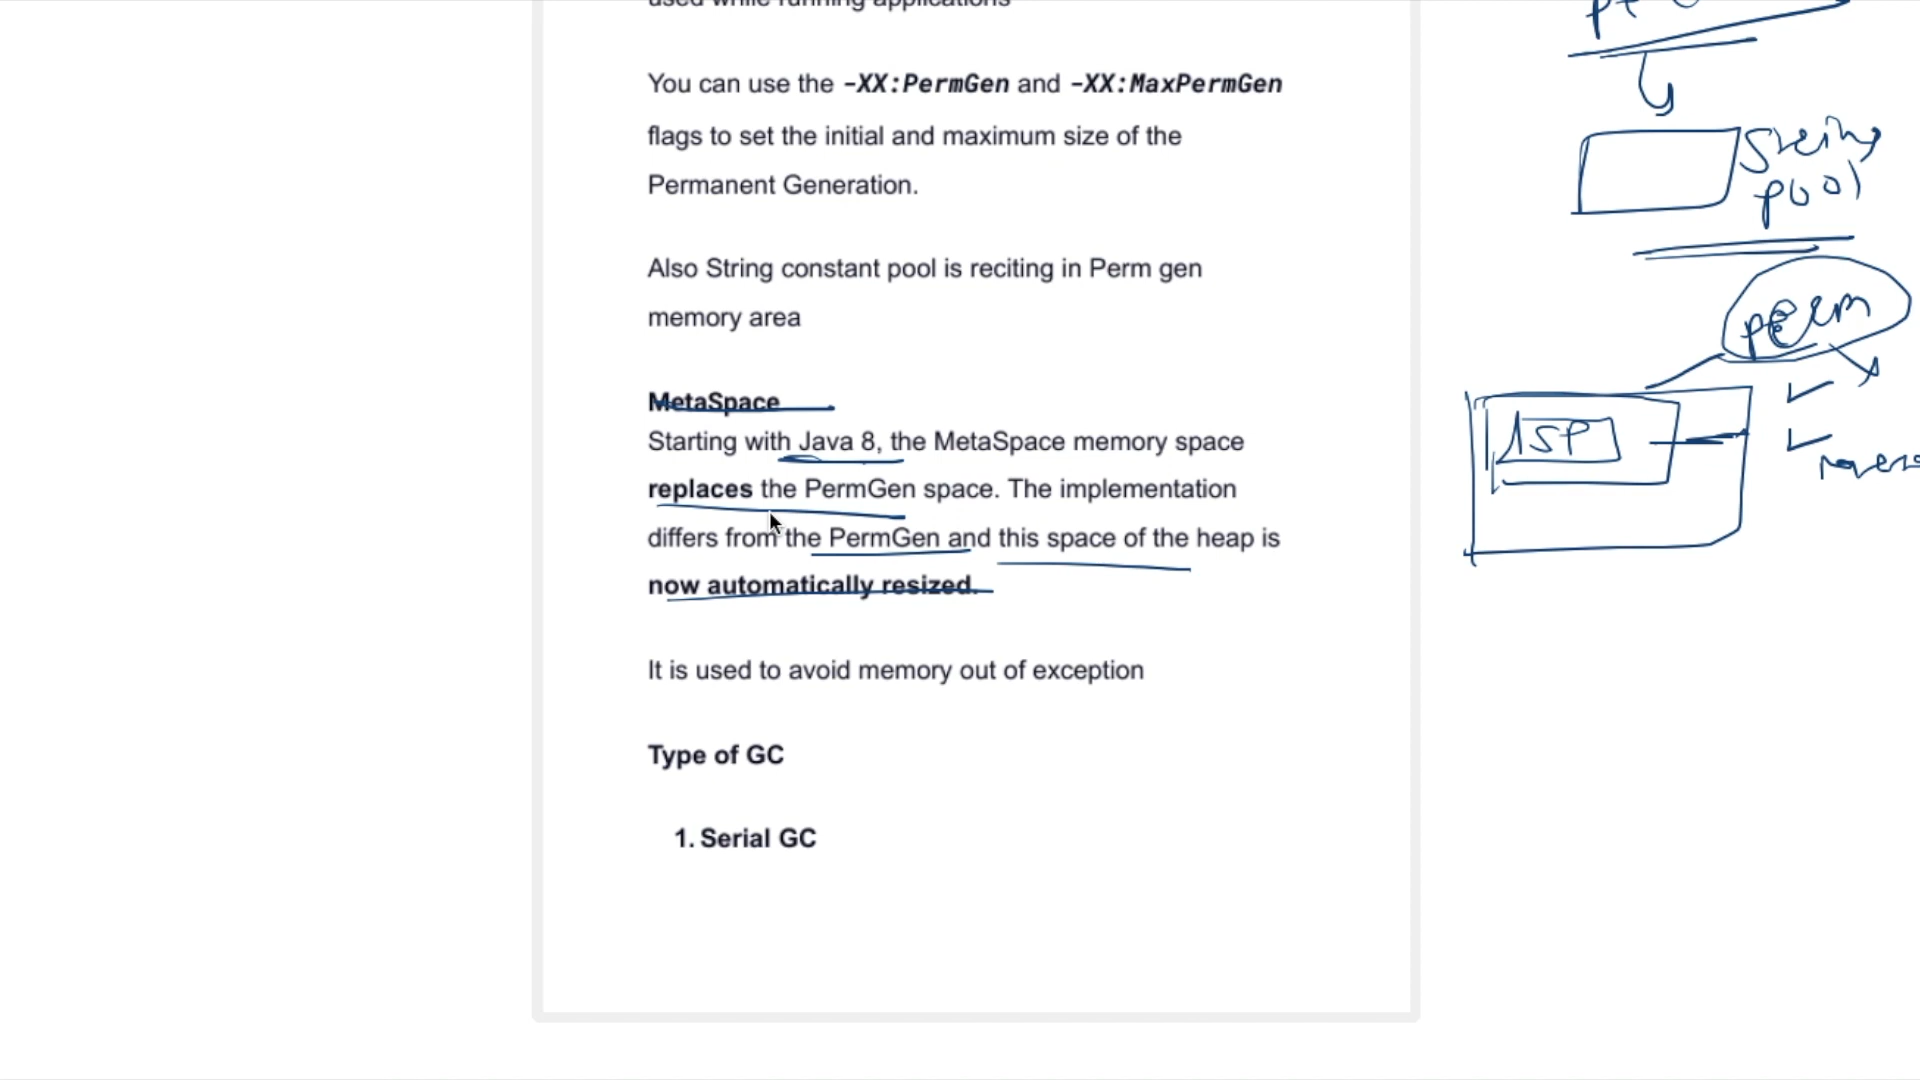 used while running applications
You can use the -XX:PermGen and -XX:MaxPermGen
flags to set the initial and maximum size of the
Permanent Generation.
Also String constant pool is reciting in Perm gen
memory area
MetaSpace
Starting with Java 8, the MetaSpace memory space
replaces the PermGen space. The implementation
differs from the PermGen and this space of the heap is
now automatically resized.
It is used to avoid memory out of exception
Type of GC
1. Serial GC
String
pool
perm